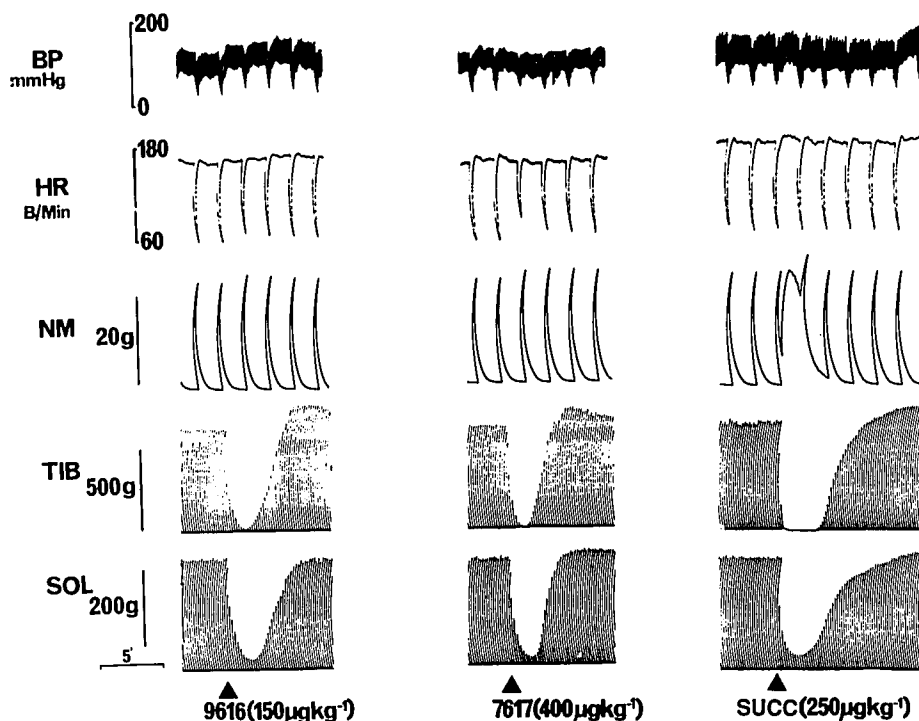 200
BP
mmHg
0
180
HR
B/Min
60
NM
20g
TIB
500g
SOL
200g
5'
▲ ▲ ▲
9616(150µgkg⁻¹) 7617(400µgkg⁻¹) SUCC(250µgkg⁻¹)